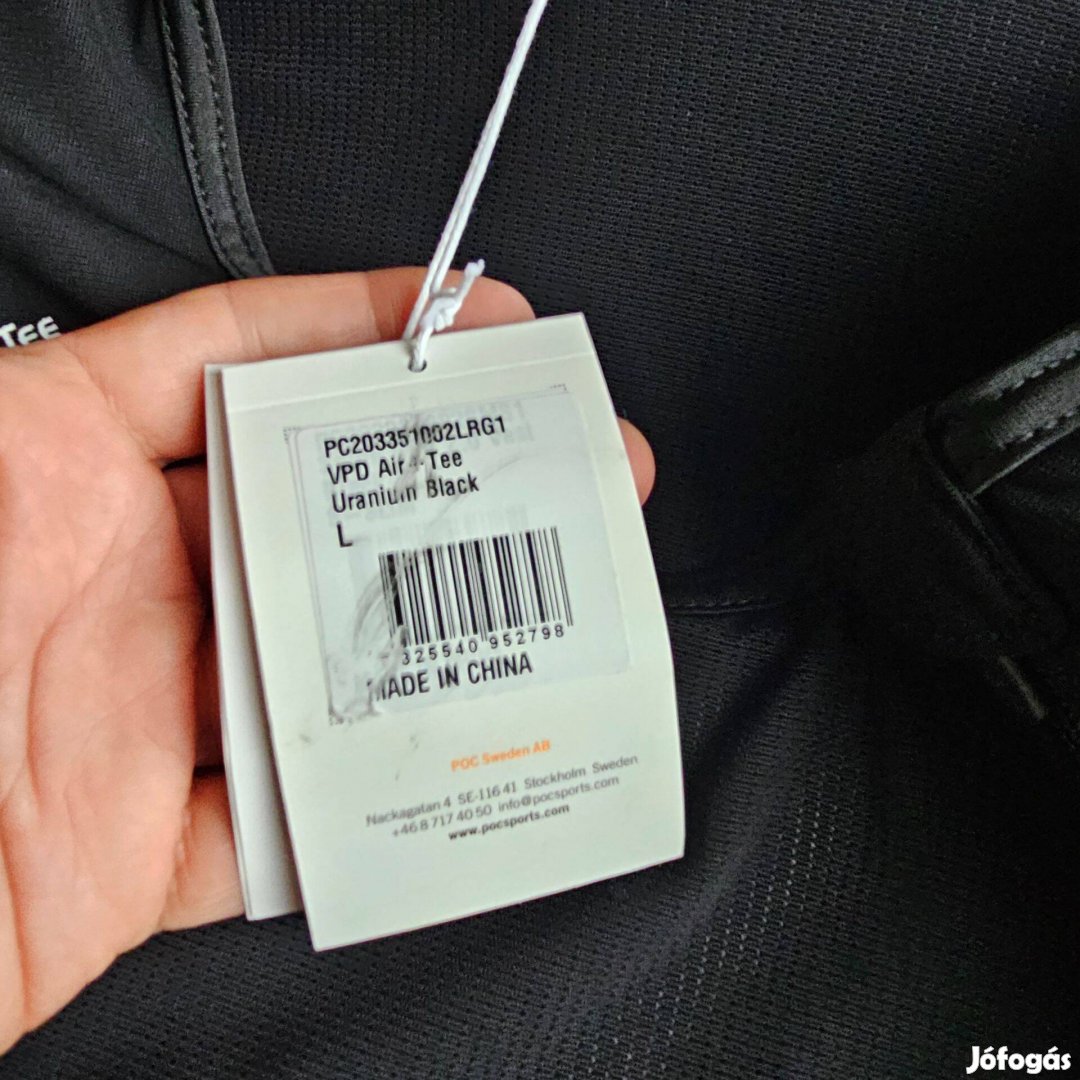 TEE
PC203351002LRG1
VPD Air + Tee
Uranium Black
L
325540 952798
MADE IN CHINA
POC Sweden AB
Nackagatan 4 SE-116 41 Stockholm Sweden
+46 8 717 40 50 info@pocsports.com
www.pocsports.com
Jófogás